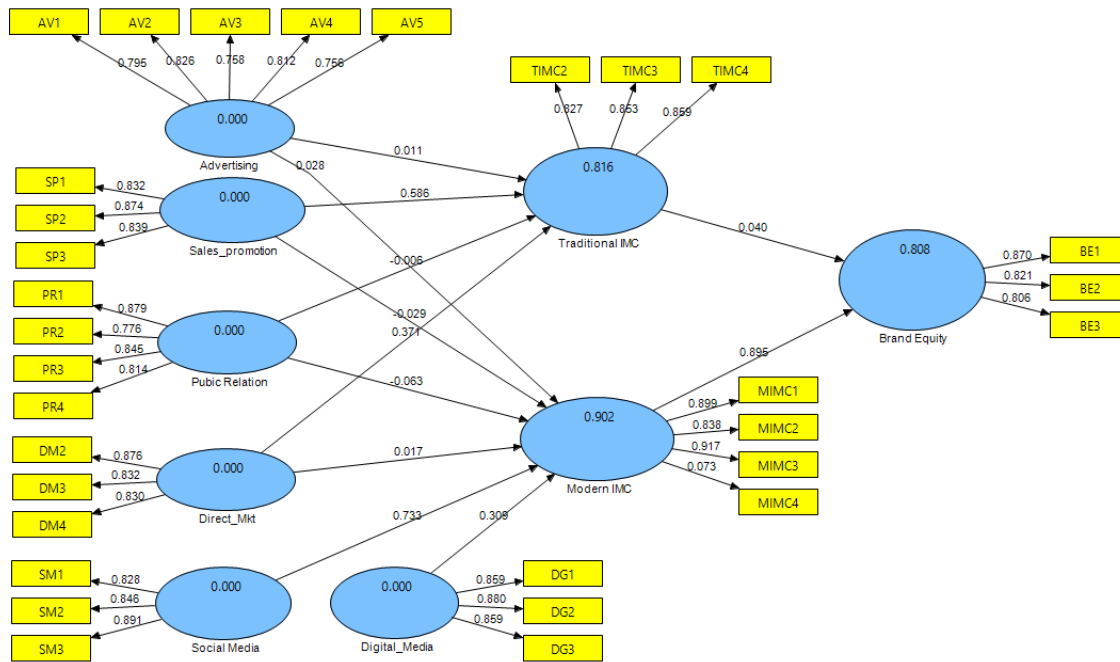 AV1 AV2 AV3 AV4 AV5
0.795 0.826 0.758 0.812 0.756
0.000
Advertising
TIMC2 TIMC3 TIMC4
0.827 0.853 0.859
0.011
0.028
0.816
Traditional IMC
SP1 0.832
SP2 0.874
SP3 0.839
0.000
Sales_promotion
0.586
0.040
0.808
Brand Equity
0.870 BE1
0.821 BE2
0.806 BE3
-0.006
-0.029
0.371
PR1 0.879
PR2 0.776
PR3 0.845
PR4 0.814
0.000
Pubic Relation
-0.063
0.895
0.902
Modern IMC
0.899 MIMC1
0.838 MIMC2
0.917 MIMC3
0.073 MIMC4
DM2 0.876
DM3 0.832
DM4 0.830
0.000
Direct_Mkt
0.017
0.733
0.309
SM1 0.828
SM2 0.846
SM3 0.891
0.000
Social Media
0.000
Digital_Media
0.859 DG1
0.880 DG2
0.859 DG3